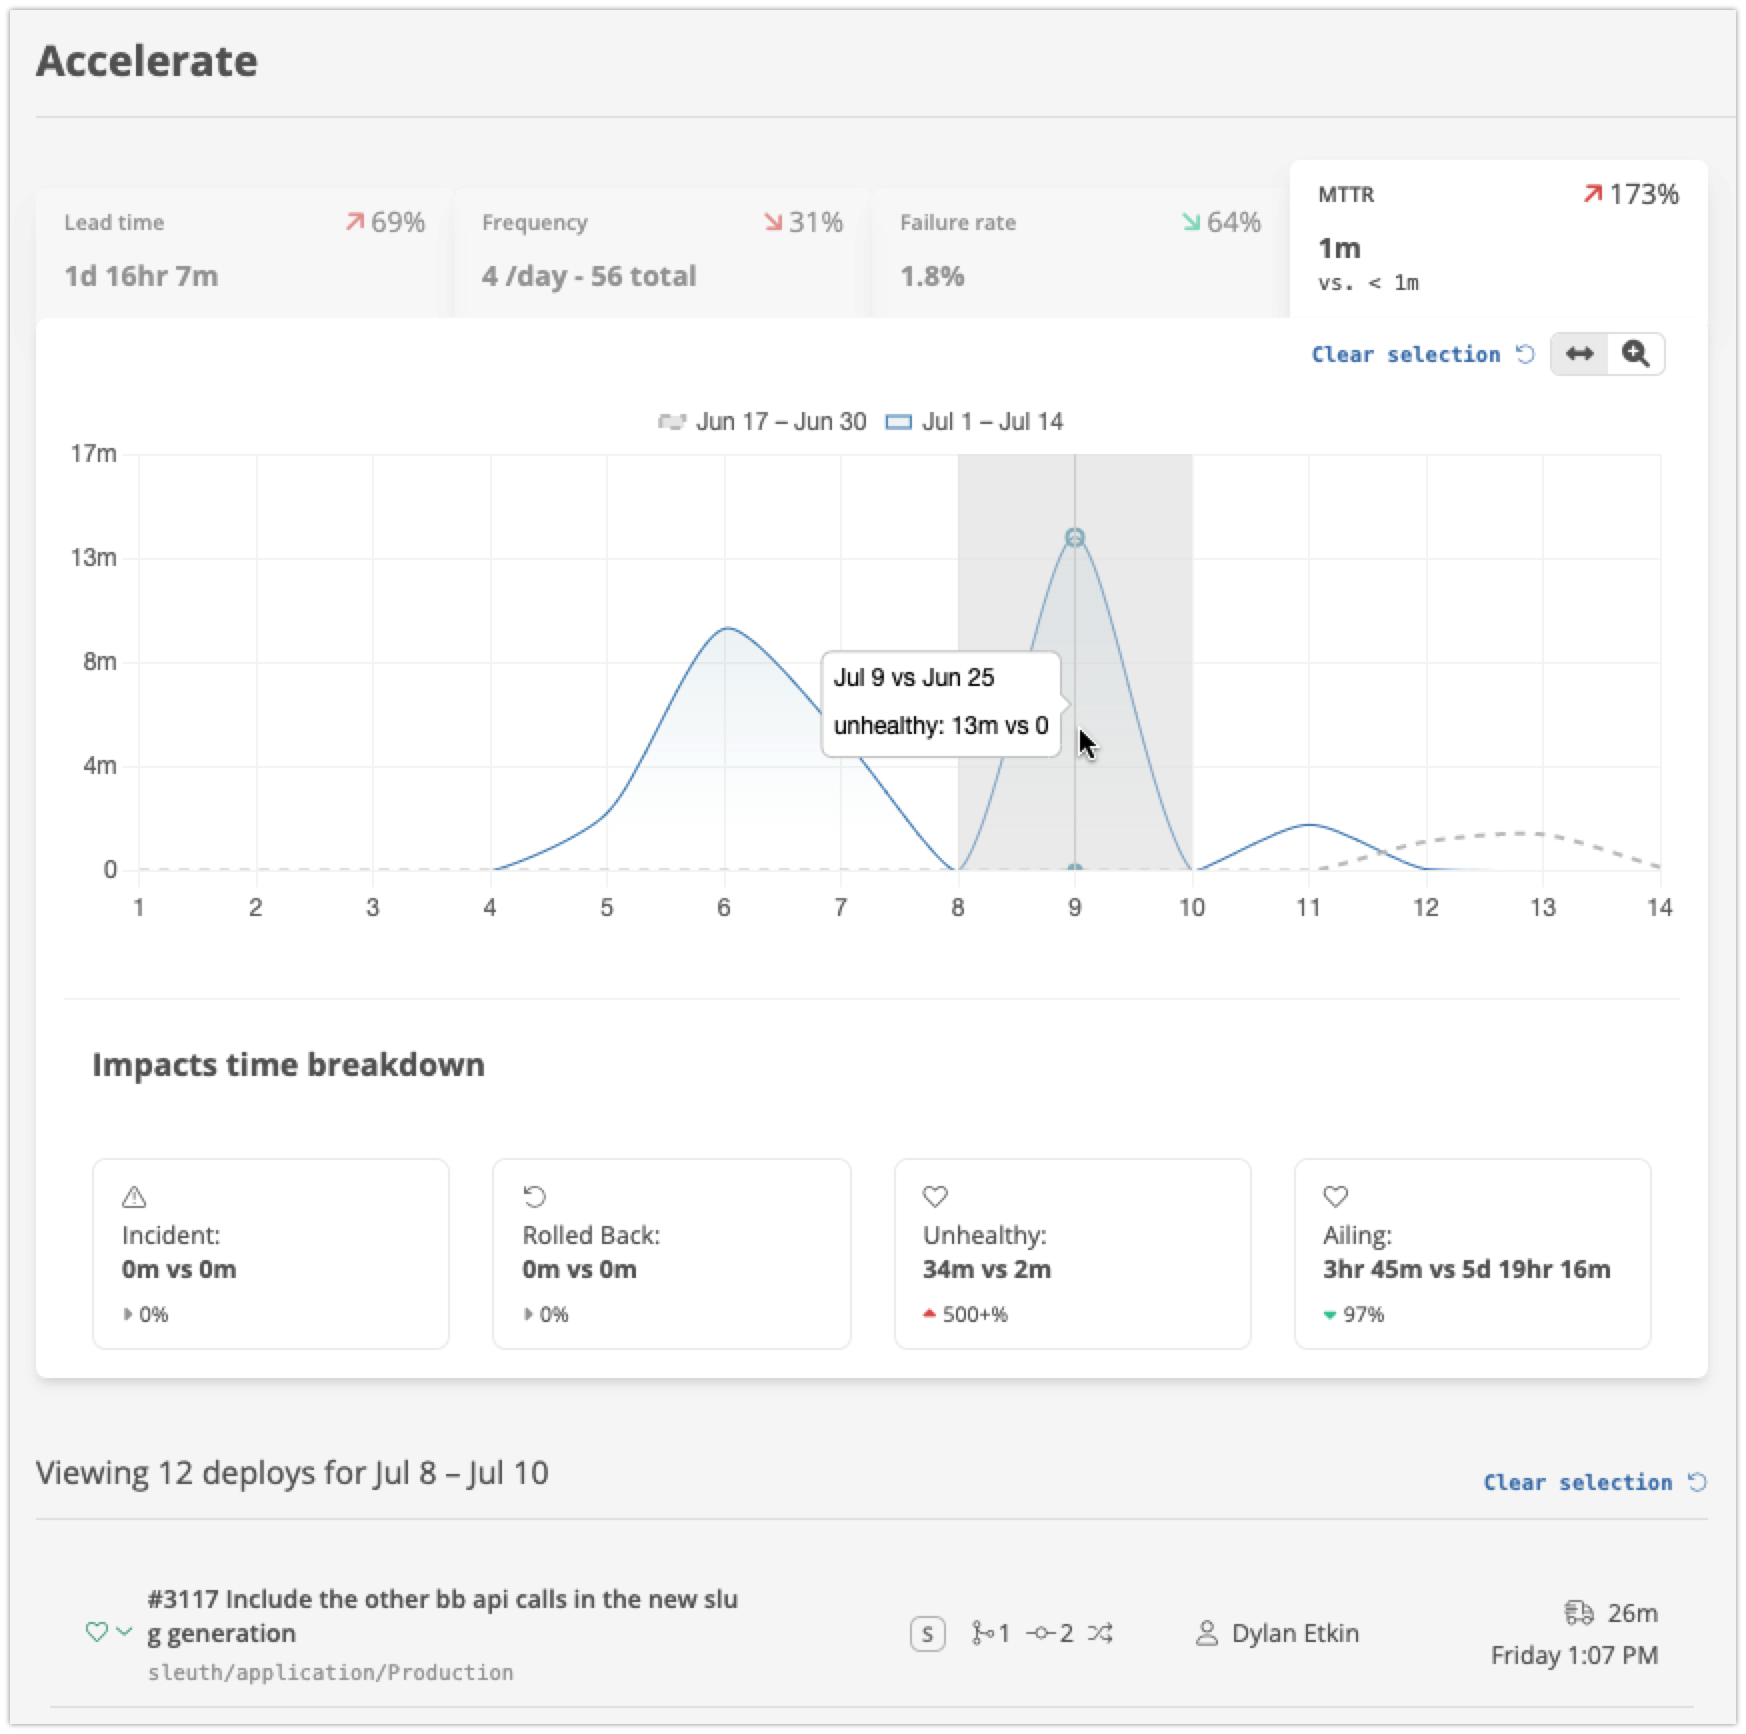 Accelerate
Lead time 69%
1d 16hr 7m
Frequency 31%
4 /day - 56 total
Failure rate 64%
1.8%
MTTR 173%
1m
vs. < 1m
Clear selection
Jun 17 – Jun 30 Jul 1 – Jul 14
17m
13m
8m
4m
0
Jul 9 vs Jun 25
unhealthy: 13m vs 0
1 2 3 4 5 6 7 8 9 10 11 12 13 14
Impacts time breakdown
Incident:
0m vs 0m
0%
Rolled Back:
0m vs 0m
0%
Unhealthy:
34m vs 2m
500+%
Ailing:
3hr 45m vs 5d 19hr 16m
97%
Viewing 12 deploys for Jul 8 – Jul 10
Clear selection
#3117 Include the other bb api calls in the new slu
g generation
sleuth/application/Production
S 1 2
Dylan Etkin
26m
Friday 1:07 PM